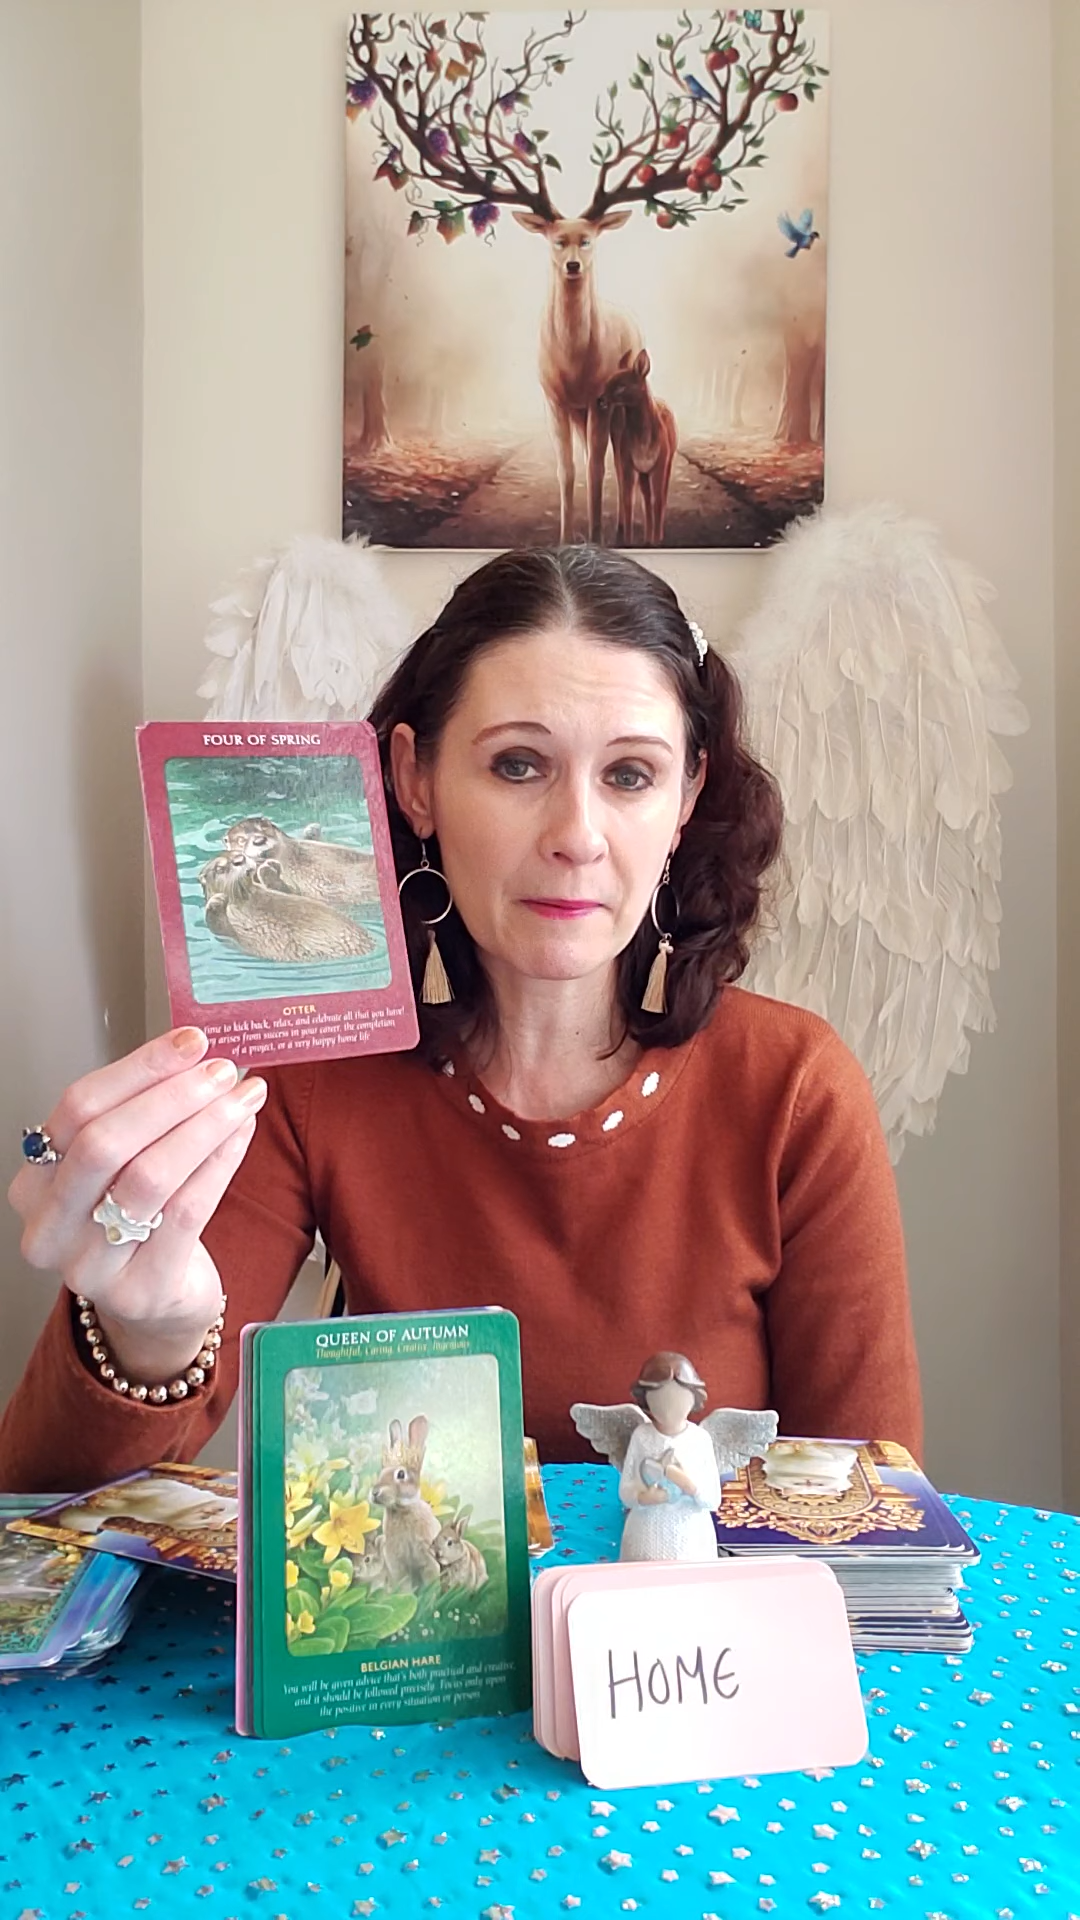 FOUR OF SPRING
OTTER
time to kick back, relax, and celebrate all that you have!
arises from success in your career, the completion
of a project, or a very happy home life
QUEEN OF AUTUMN
Thoughtful, Caring, Creative, Ingenious
BELGIAN HARE
You will be given advice that's both practical and creative,
and it should be followed precisely. Focus only upon
the positive in every situation or person.
HOME